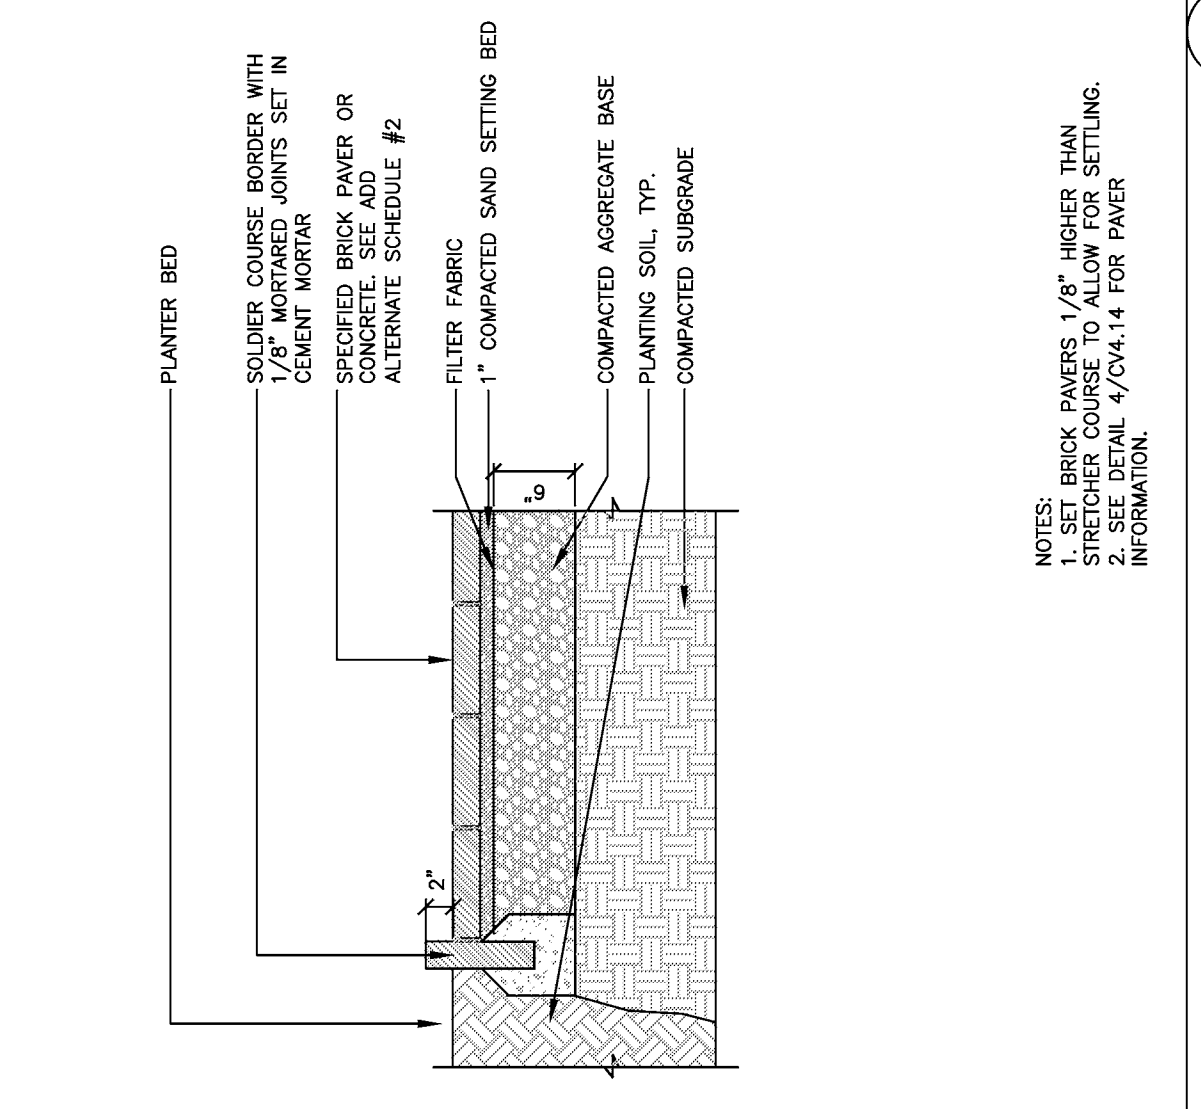 PLANTER BED
SOLDIER COURSE BORDER WITH
1/8" MORTARED JOINTS SET IN
CEMENT MORTAR
SPECIFIED BRICK PAVER OR
CONCRETE. SEE ADD
ALTERNATE SCHEDULE #2
FILTER FABRIC
1" COMPACTED SAND SETTING BED
COMPACTED AGGREGATE BASE
PLANTING SOIL, TYP.
COMPACTED SUBGRADE
2"
6"
NOTES:
1. SET BRICK PAVERS 1/8" HIGHER THAN
STRETCHER COURSE TO ALLOW FOR SETTLING.
2. SEE DETAIL 4/CV4.14 FOR PAVER
INFORMATION.